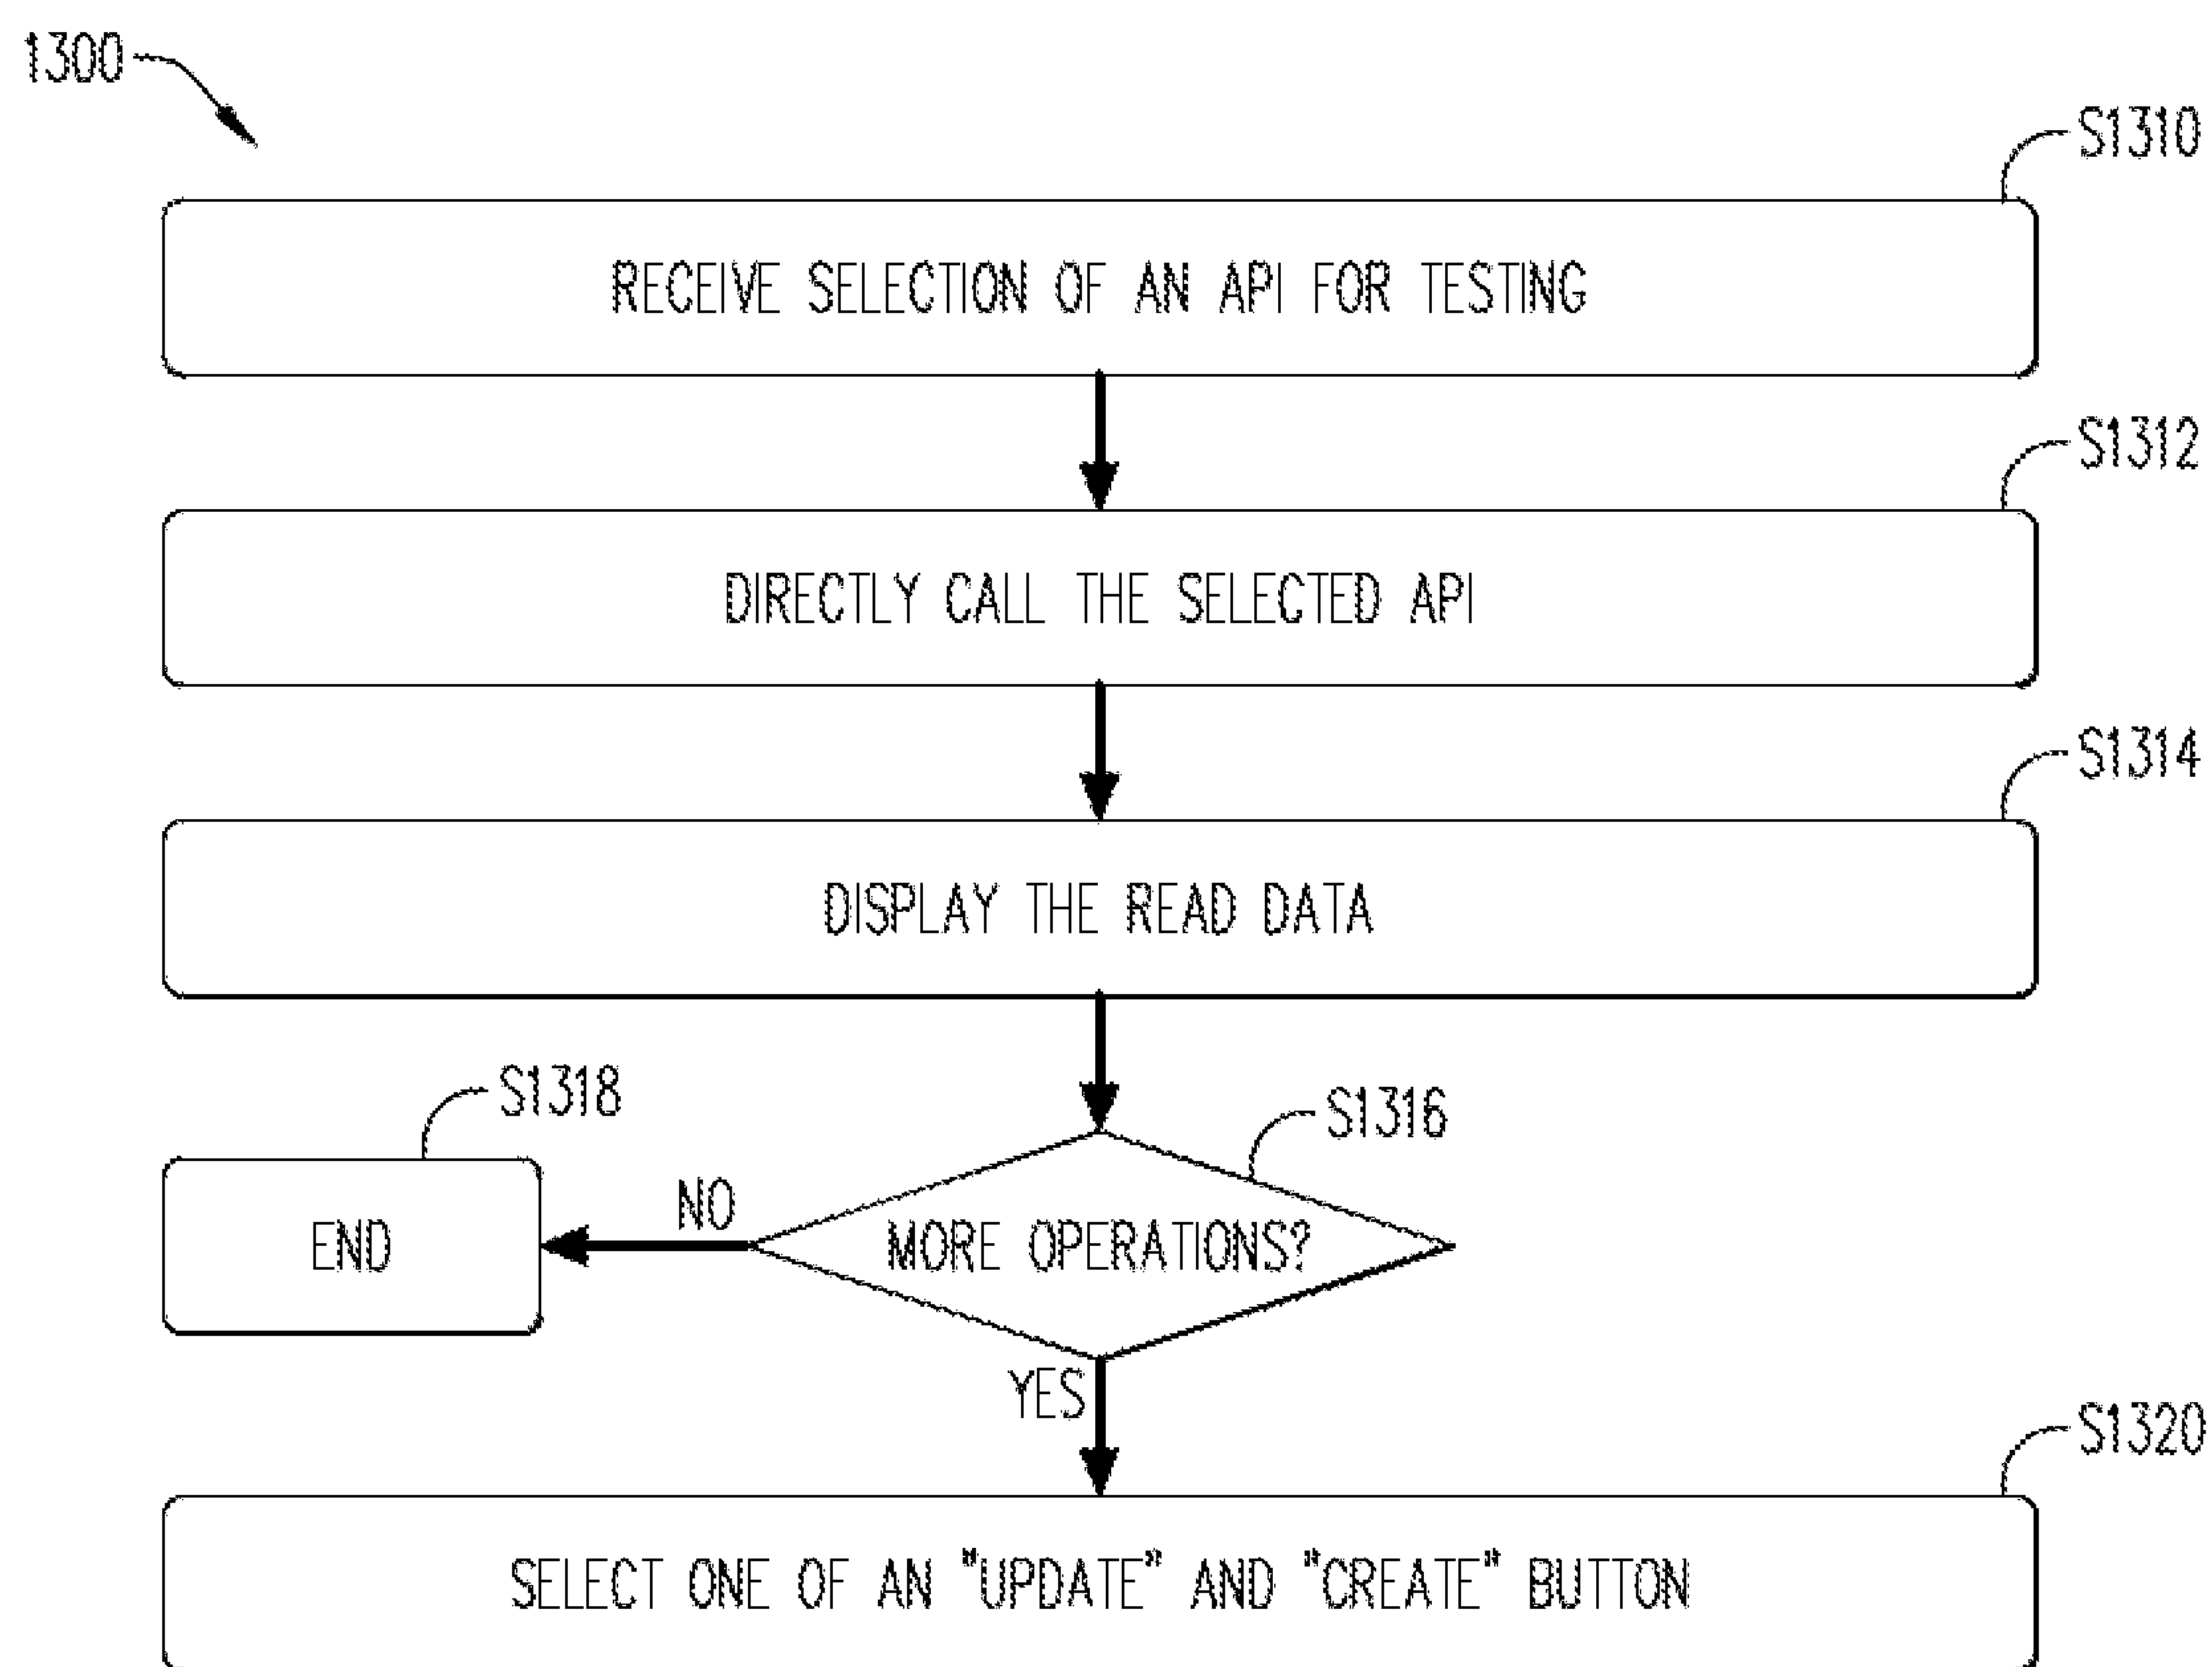 1300
S1310
RECEIVE SELECTION OF AN API FOR TESTING
S1312
DIRECTLY CALL THE SELECTED API
S1314
DISPLAY THE READ DATA
S1318
S1316
NO
END
MORE OPERATIONS?
YES
S1320
SELECT ONE OF AN "UPDATE" AND "CREATE" BUTTON